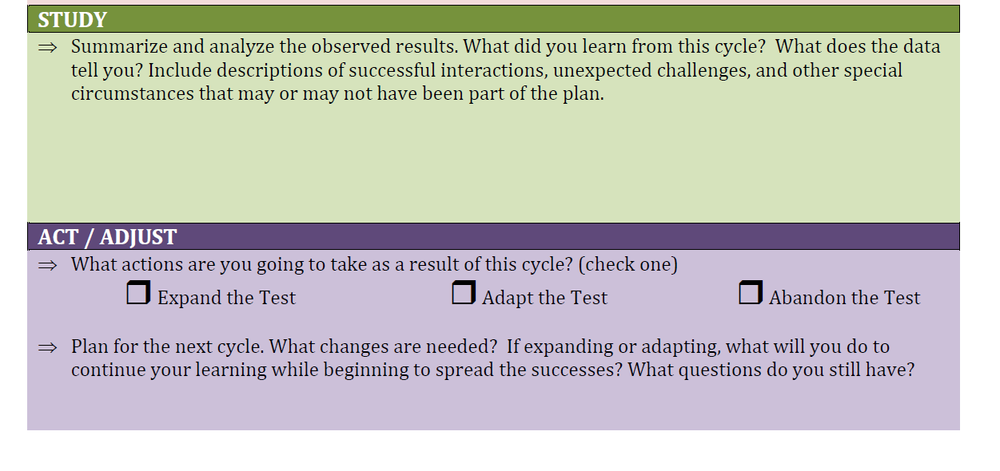 STUDY
⇒ Summarize and analyze the observed results. What did you learn from this cycle?  What does the data
tell you? Include descriptions of successful interactions, unexpected challenges, and other special
circumstances that may or may not have been part of the plan.
ACT / ADJUST
⇒ What actions are you going to take as a result of this cycle? (check one)
❒ Expand the Test ❒ Adapt the Test ❒ Abandon the Test
⇒ Plan for the next cycle. What changes are needed?  If expanding or adapting, what will you do to
continue your learning while beginning to spread the successes? What questions do you still have?